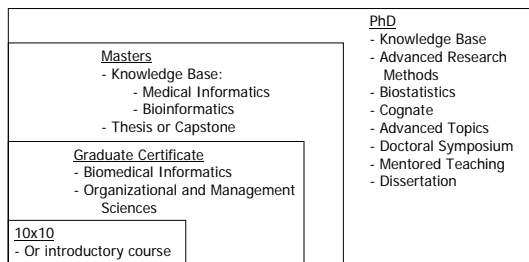 PhD
- Knowledge Base
- Advanced Research
Methods
- Biostatistics
- Cognate
- Advanced Topics
- Doctoral Symposium
- Mentored Teaching
- Dissertation
Masters
- Knowledge Base:
- Medical Informatics
- Bioinformatics
- Thesis or Capstone
Graduate Certificate
- Biomedical Informatics
- Organizational and Management
Sciences
10x10
- Or introductory course